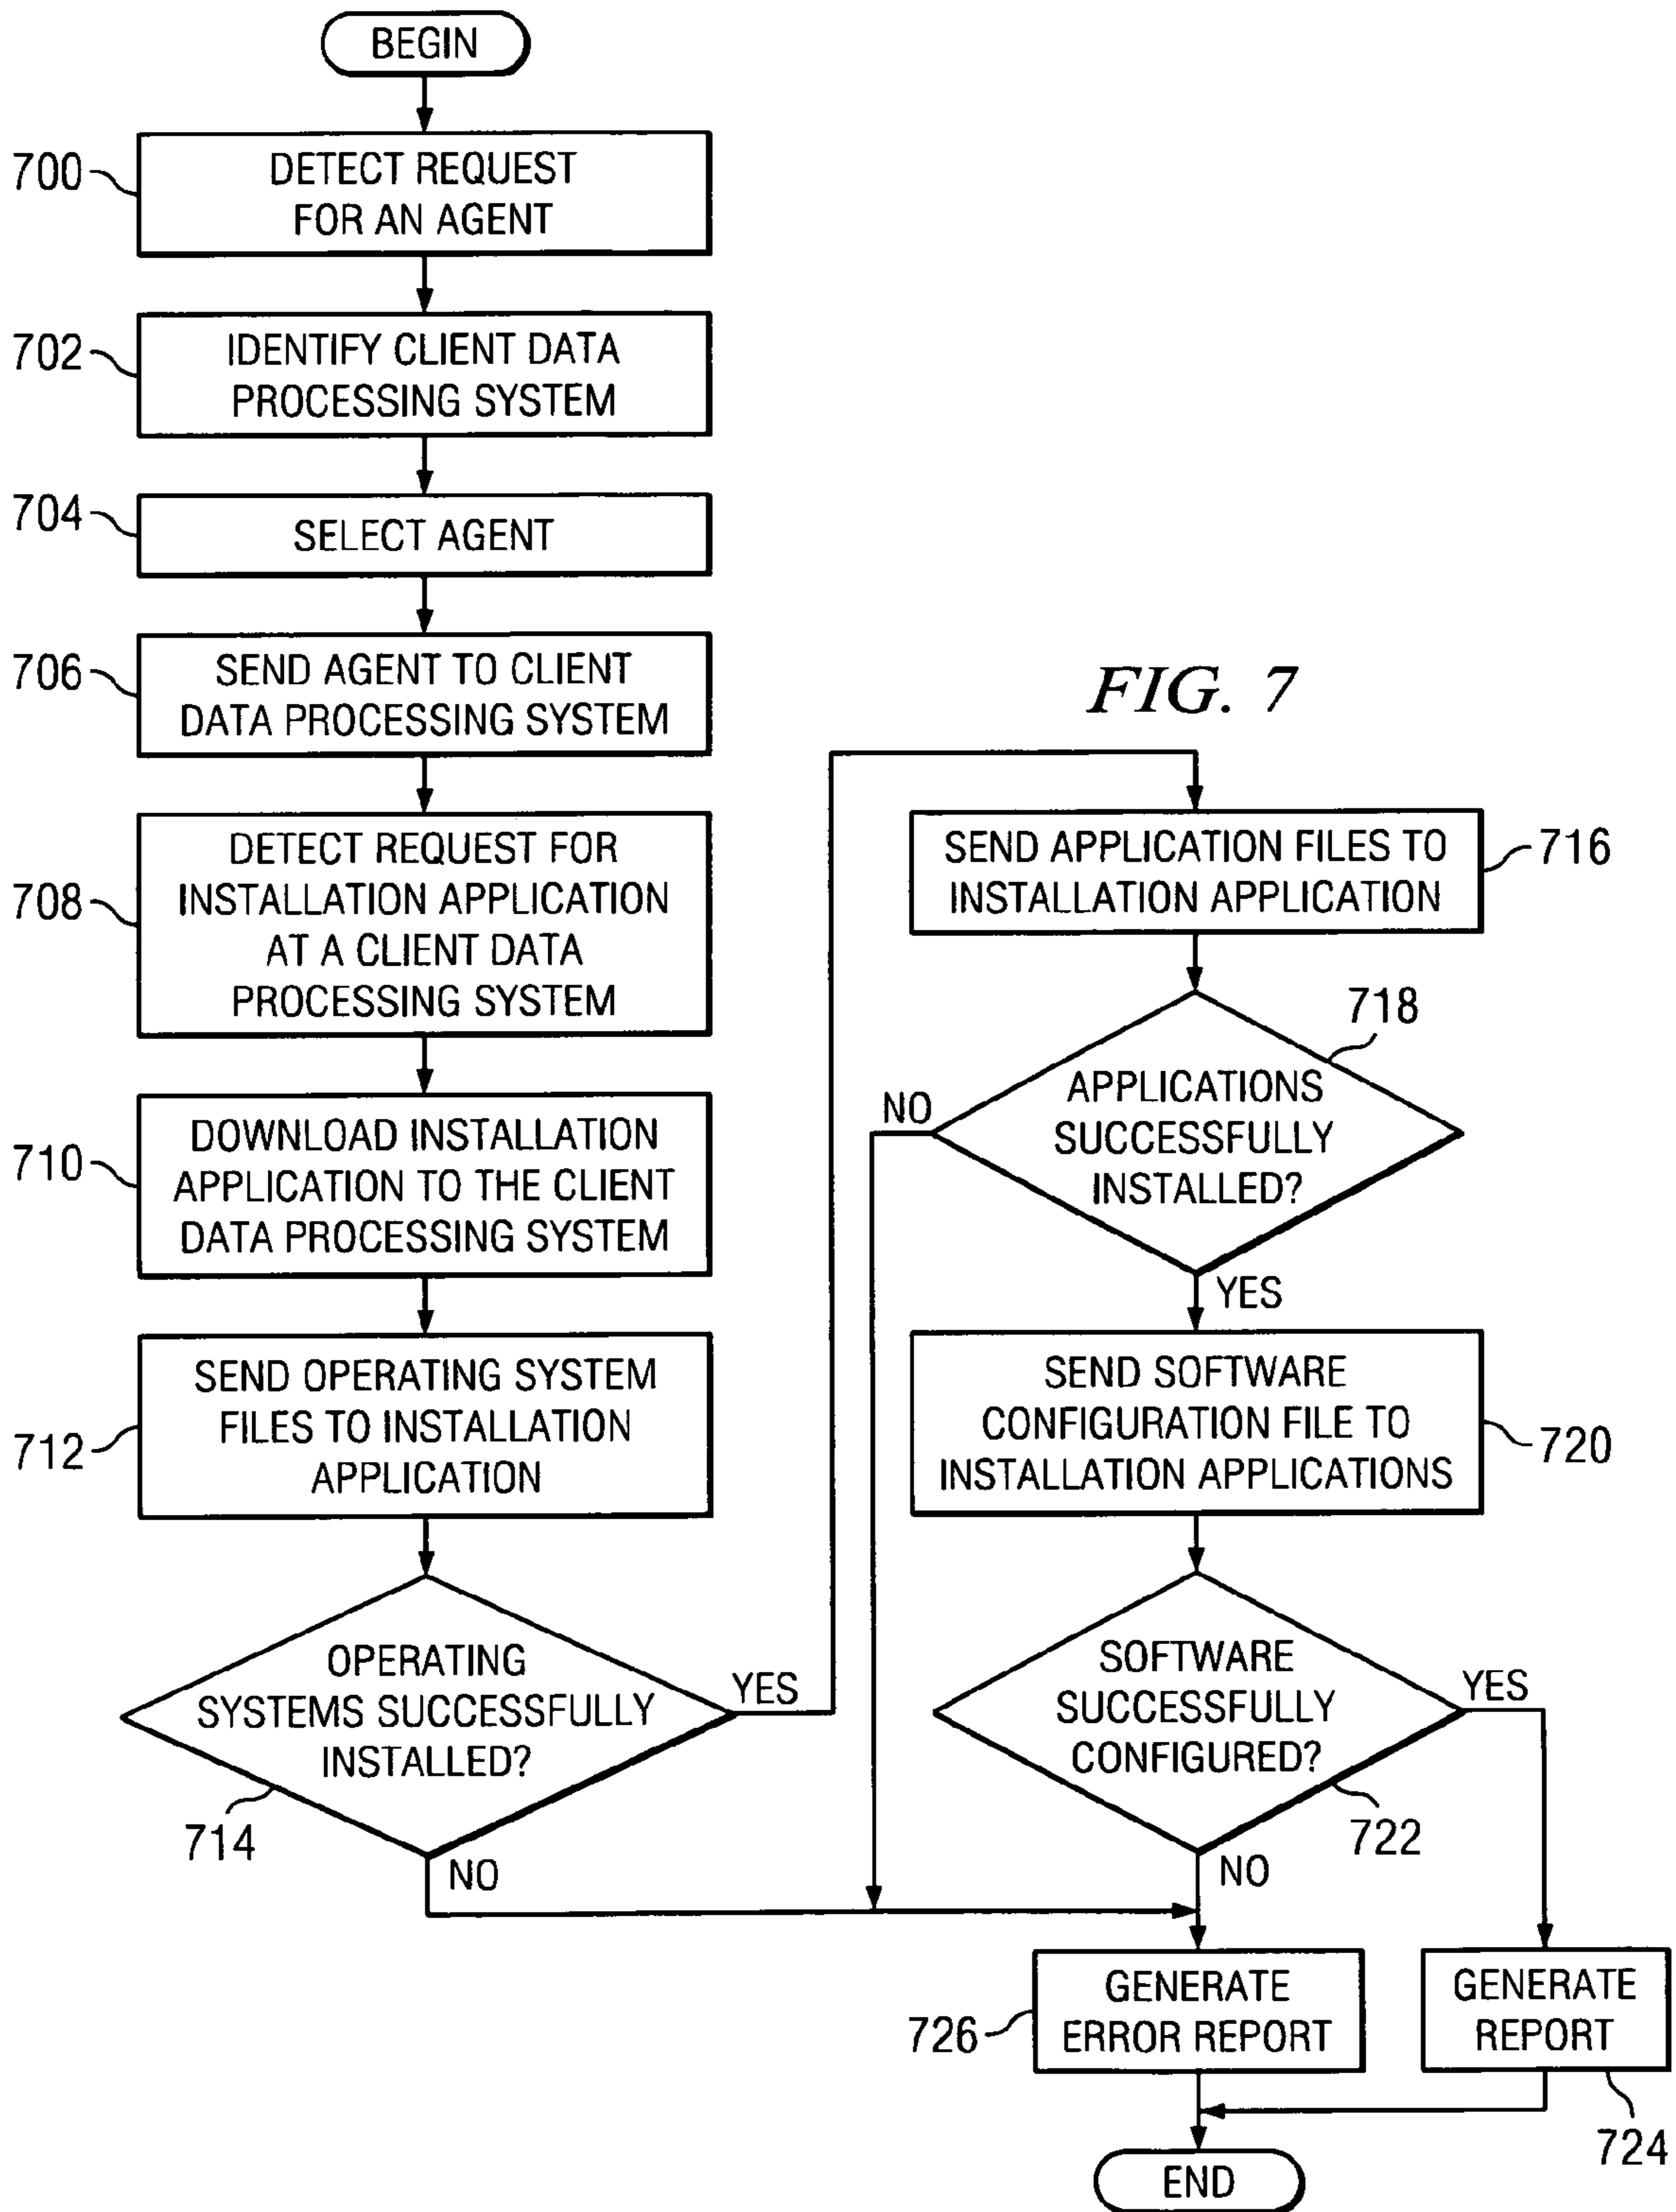 BEGIN
700
DETECT REQUEST
FOR AN AGENT
702
IDENTIFY CLIENT DATA
PROCESSING SYSTEM
704
SELECT AGENT
706
SEND AGENT TO CLIENT
DATA PROCESSING SYSTEM
708
DETECT REQUEST FOR
INSTALLATION APPLICATION
AT A CLIENT DATA
PROCESSING SYSTEM
710
DOWNLOAD INSTALLATION
APPLICATION TO THE CLIENT
DATA PROCESSING SYSTEM
712
SEND OPERATING SYSTEM
FILES TO INSTALLATION
APPLICATION
OPERATING
SYSTEMS SUCCESSFULLY
INSTALLED?
714
YES
NO
FIG. 7
SEND APPLICATION FILES TO
INSTALLATION APPLICATION
716
718
APPLICATIONS
SUCCESSFULLY
INSTALLED?
NO
YES
SEND SOFTWARE
CONFIGURATION FILE TO
INSTALLATION APPLICATIONS
720
SOFTWARE
SUCCESSFULLY
CONFIGURED?
YES
722
NO
726
GENERATE
ERROR REPORT
GENERATE
REPORT
724
END